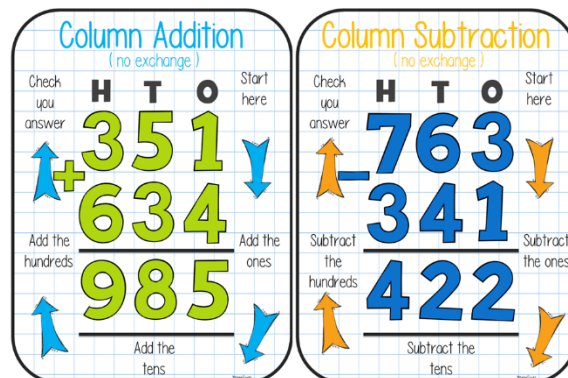 Column Addition
( no exchange )
Check
you
answer
H T O
Start
here
351
+
634
Add the
hundreds
Add the
ones
985
Add the
tens
Column Subtraction
( no exchange )
Check
you
answer
H T O
Start
here
763
−
341
Subtract
the
hundreds
Subtract
the ones
422
Subtract the
tens